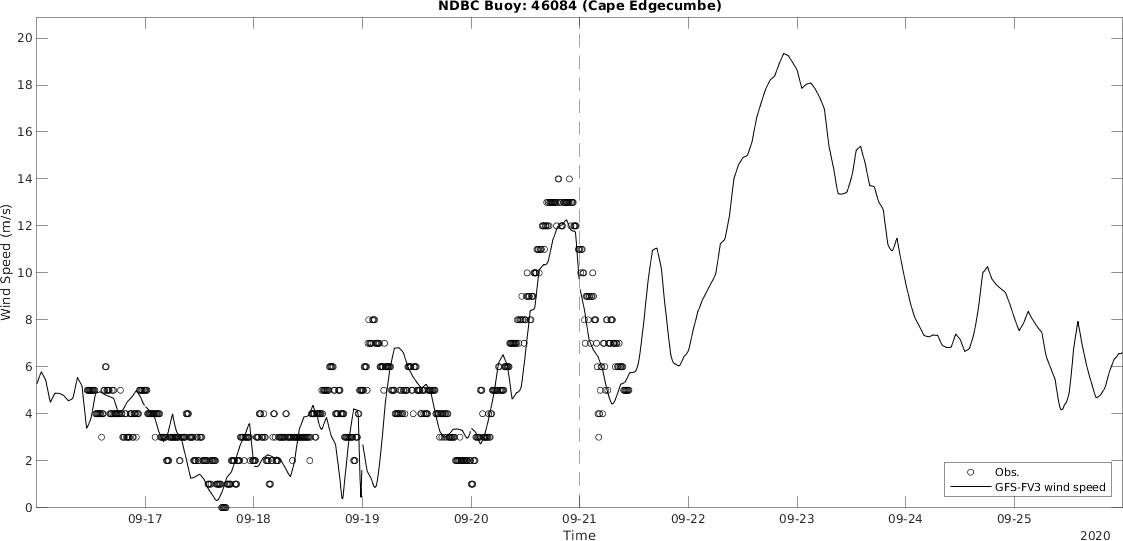 NDBC Buoy: 46084 (Cape Edgecumbe)
20
18
16
14
12
10
8
6
4
2
0
Wind Speed (m/s)
09-17 09-18 09-19 09-20 09-21 09-22 09-23 09-24 09-25
Time
2020
Obs.
GFS-FV3 wind speed